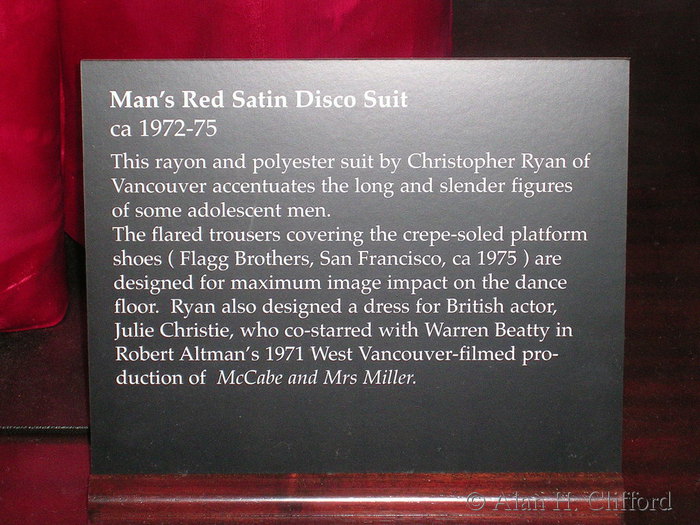 Man's Red Satin Disco Suit
ca 1972-75
This rayon and polyester suit by Christopher Ryan of
Vancouver accentuates the long and slender figures
of some adolescent men.
The flared trousers covering the crepe-soled platform
shoes ( Flagg Brothers, San Francisco, ca 1975 ) are
designed for maximum image impact on the dance
floor.  Ryan also designed a dress for British actor,
Julie Christie, who co-starred with Warren Beatty in
Robert Altman's 1971 West Vancouver-filmed pro-
duction of  McCabe and Mrs Miller.
© Alan H. Clifford